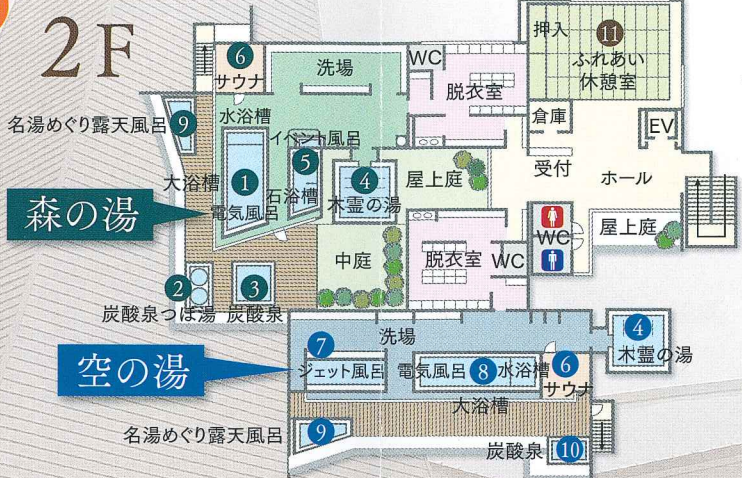 2F
6
サウナ
洗場
WC
脱衣室
押入
11
ふれあい
休憩室
名湯めぐり露天風呂
9
水浴槽
イベント風呂
倉庫
EV
大浴槽
1
5
4
電気風呂
石浴槽
木霊の湯
屋上庭
受付
ホール
森の湯
WC
屋上庭
2
3
中庭
脱衣室
WC
炭酸泉つぼ湯
炭酸泉
洗場
4
木霊の湯
空の湯
7
ジェット風呂
電気風呂
8
水浴槽
6
サウナ
大浴槽
名湯めぐり露天風呂
9
炭酸泉
10